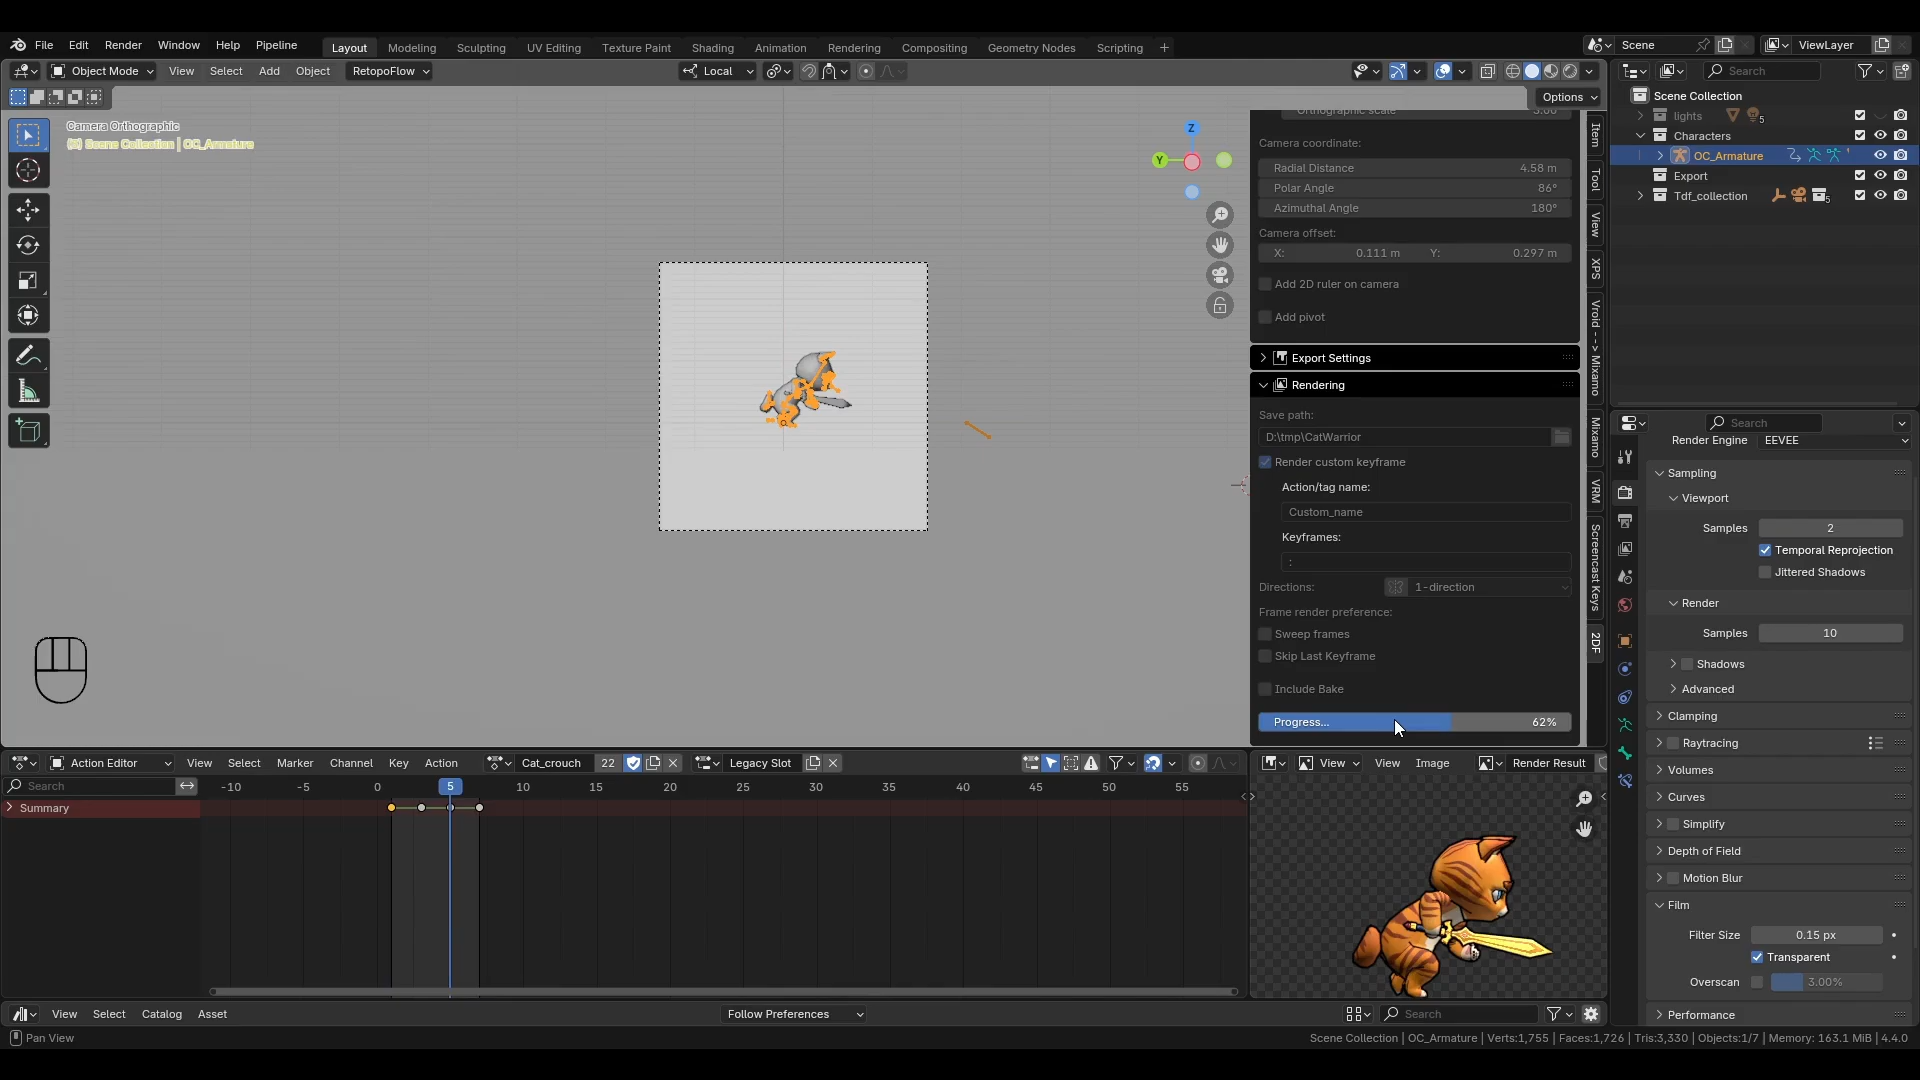 File Edit Render Window Help Pipeline Layout Modeling Sculpting UV Editing Texture Paint Shading Animation Rendering Compositing Geometry Nodes Scripting + Scene ViewLayer
Object Mode View Select Add Object RetopoFlow Local Search
Options
Camera Orthographic
(5) Scene Collection | OC_Armature
Z
Y
Orthographic scale 3.00
Camera coordinate:
Radial Distance 4.58 m
Polar Angle 86°
Azimuthal Angle 180°
Camera offset:
X: 0.111 m Y: 0.297 m
Add 2D ruler on camera
Add pivot
Export Settings
Rendering
Save path:
D:\tmp\CatWarrior
Render custom keyframe
Action/tag name:
Custom_name
Keyframes:
:
Directions: 1-direction
Frame render preference:
Sweep frames
Skip Last Keyframe
Include Bake
Progress... 62%
Item
Tool
View
XPS
Vroid --> Mixamo
Mixamo
VRM
Screencast Keys
2DF
Scene Collection
lights 5
Characters
OC_Armature
Export
Tdf_collection 5
Search
Render Engine EEVEE
Sampling
Viewport
Samples 2
Temporal Reprojection
Jittered Shadows
Render
Samples 10
Shadows
Advanced
Clamping
Raytracing
Volumes
Curves
Simplify
Depth of Field
Motion Blur
Film
Filter Size 0.15 px
Transparent
Overscan 3.00%
Performance
Action Editor View Select Marker Channel Key Action Cat_crouch 22 Legacy Slot
Search -10 -5 0 5 10 15 20 25 30 35 40 45 50 55
Summary
View View Image Render Result
View Select Catalog Asset Follow Preferences Search
Pan View Scene Collection | OC_Armature | Verts:1,755 | Faces:1,726 | Tris:3,330 | Objects:1/7 | Memory: 163.1 MiB | 4.4.0